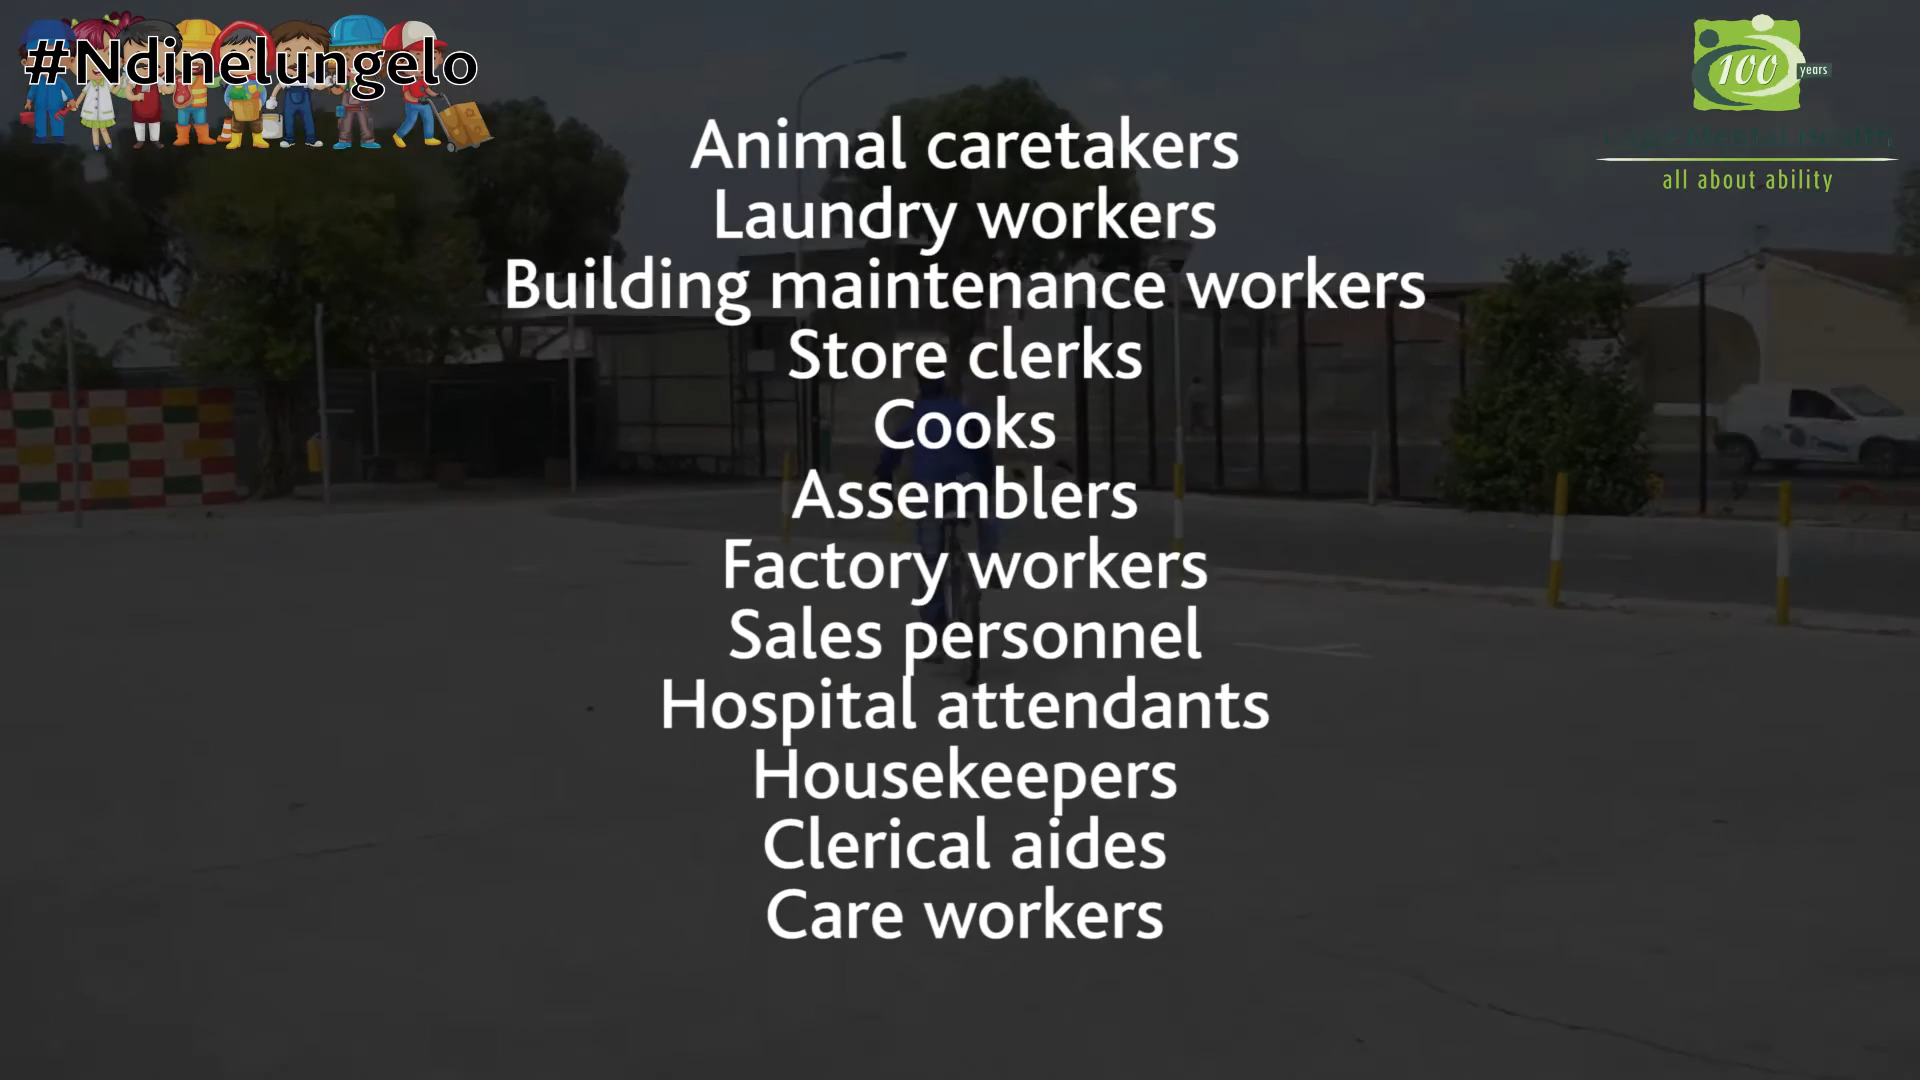 #Ndinelungelo
100 years
all about ability
Animal caretakers
Laundry workers
Building maintenance workers
Store clerks
Cooks
Assemblers
Factory workers
Sales personnel
Hospital attendants
Housekeepers
Clerical aides
Care workers